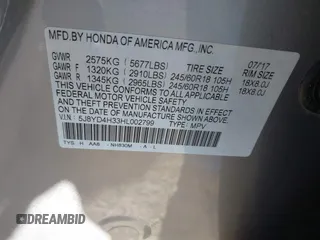 MFD. BY HONDA OF AMERICA MFG., INC. 07/17
GVWR 2575KG (5677LBS) TIRE SIZE RIM SIZE
GAWR F 1320KG (2910LBS) 245/60R18 105H 18X8.0J
GAWR R 1345KG (2965LBS) 245/60R18 105H 18X8.0J
THIS VEHICLE CONFORMS TO ALL APPLICABLE
FEDERAL MOTOR VEHICLE SAFETY AND THEFT
PREVENTION STANDARDS IN EFFECT ON THE
DATE OF MANUFACTURE SHOWN ABOVE.
V.I.N.: 5J8YD4H33HL002799 TYPE: MPV
TYS H AAB NH830M A L